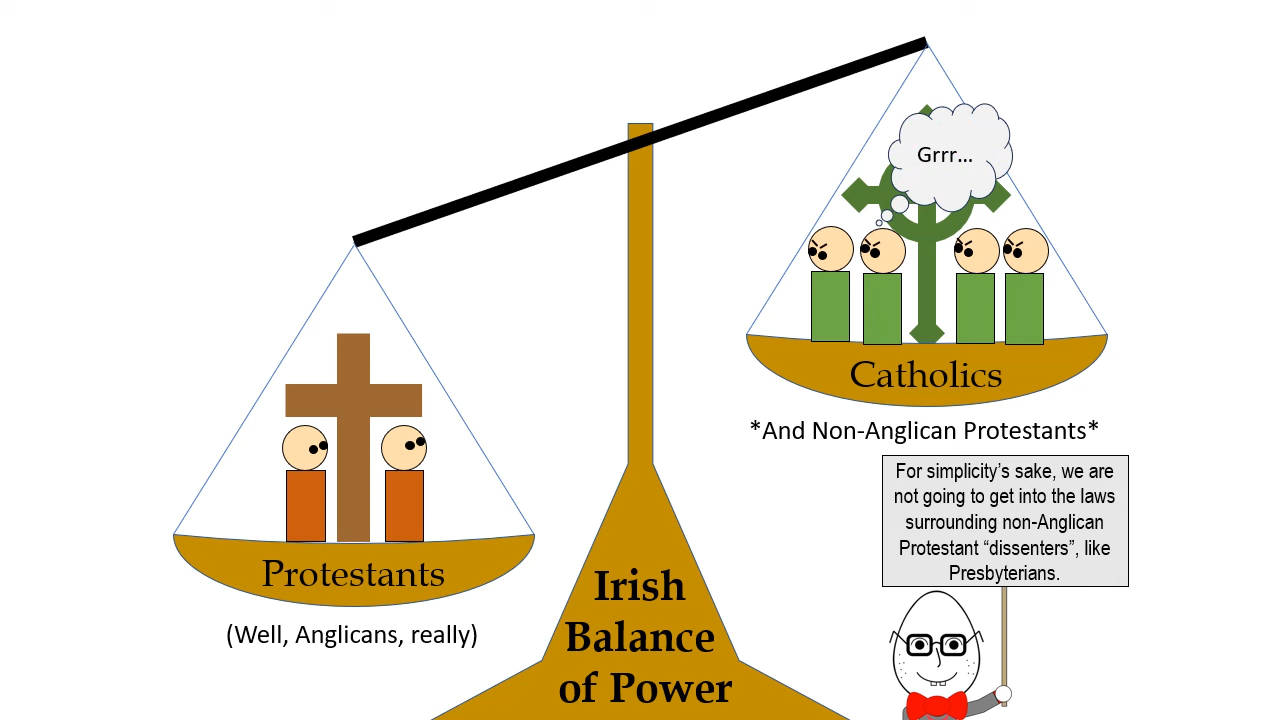 Grrr...
Catholics
*And Non-Anglican Protestants*
For simplicity's sake, we are
not going to get into the laws
surrounding non-Anglican
Protestant “dissenters”, like
Presbyterians.
Protestants
(Well, Anglicans, really)
Irish
Balance
of Power